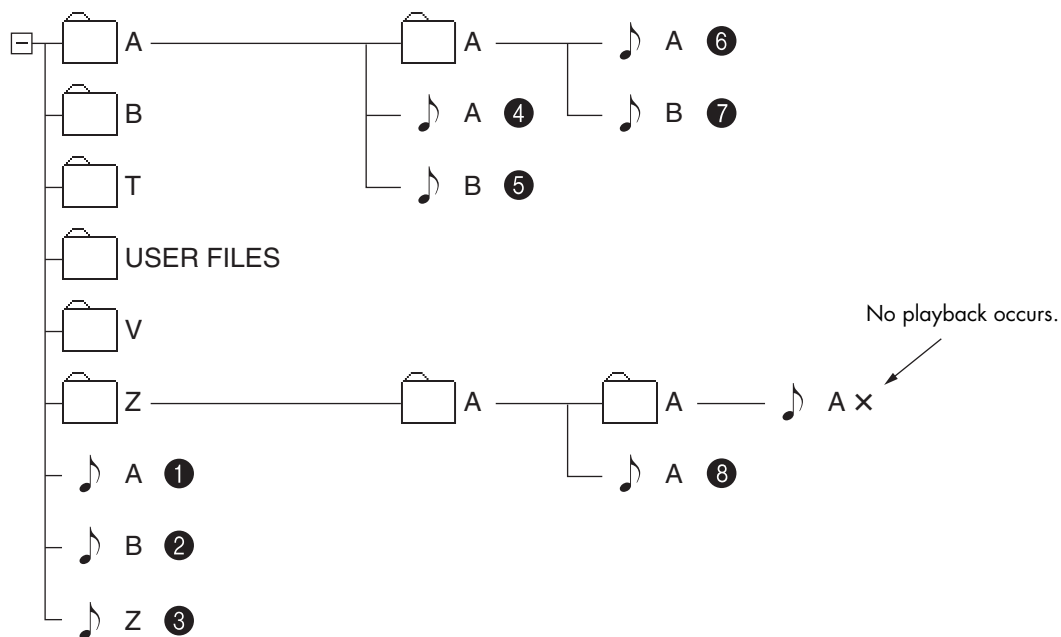 A A A 6
B A 4 B 7
T B 5
USER FILES
V
No playback occurs.
Z A A A ×
A 1 A 8
B 2
Z 3